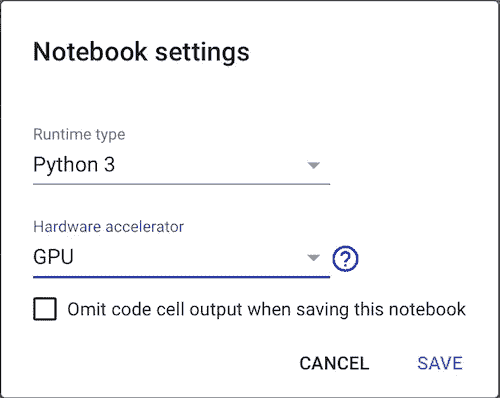 Notebook settings
Runtime type
Python 3
Hardware accelerator
GPU
?
Omit code cell output when saving this notebook
CANCEL SAVE